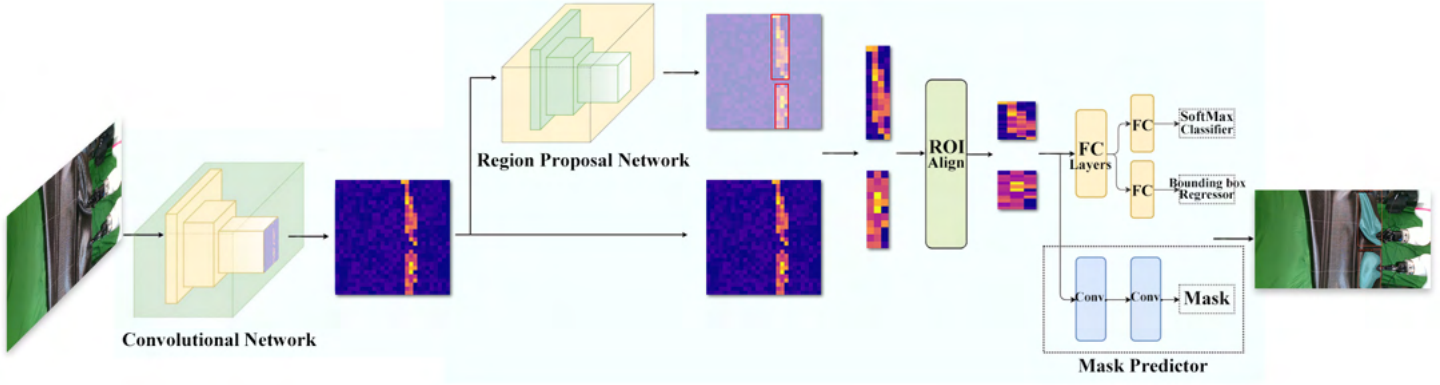 Convolutional Network
Region Proposal Network
ROI
Align
FC
Layers
FC
SoftMax
Classifier
FC
Bounding box
Regressor
Conv.
Conv.
Mask
Mask Predictor